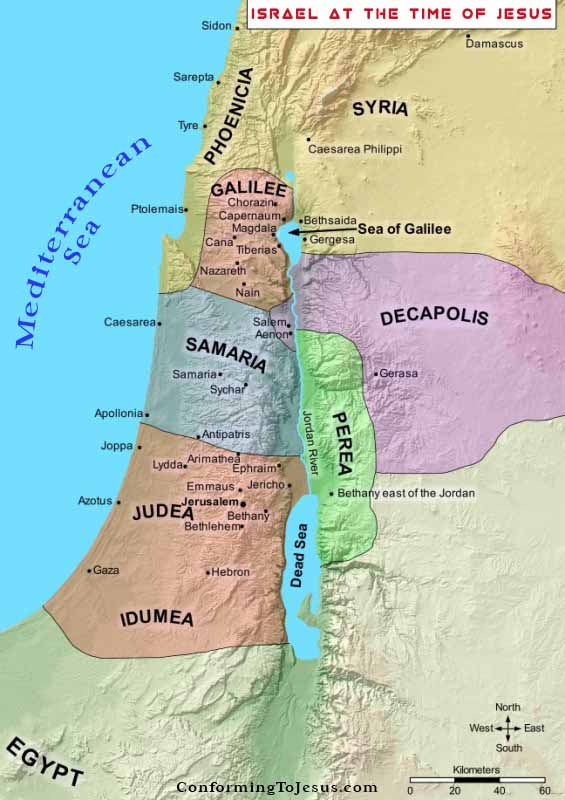 ISRAEL AT THE TIME OF JESUS
Sidon
Damascus
Sarepta
PHOENICIA
SYRIA
Tyre
Caesarea Philippi
Mediterranean
Sea
GALILEE
Chorazin
Ptolemais
Capernaum
Bethsaida
Magdala
Sea of Galilee
Cana
Gergesa
Tiberias
Nazareth
Nain
Caesarea
Salem
Aenon
DECAPOLIS
SAMARIA
Samaria
Sychar
Gerasa
Apollonia
Jordan River
PEREA
Antipatris
Joppa
Arimathea
Lydda
Ephraim
Emmaus
Jericho
Bethany east of the Jordan
Azotus
Jerusalem
JUDEA
Bethany
Bethlehem
Dead Sea
Gaza
Hebron
IDUMEA
North
West
East
South
EGYPT
Kilometers
0 20 40 60
ConformingToJesus.com